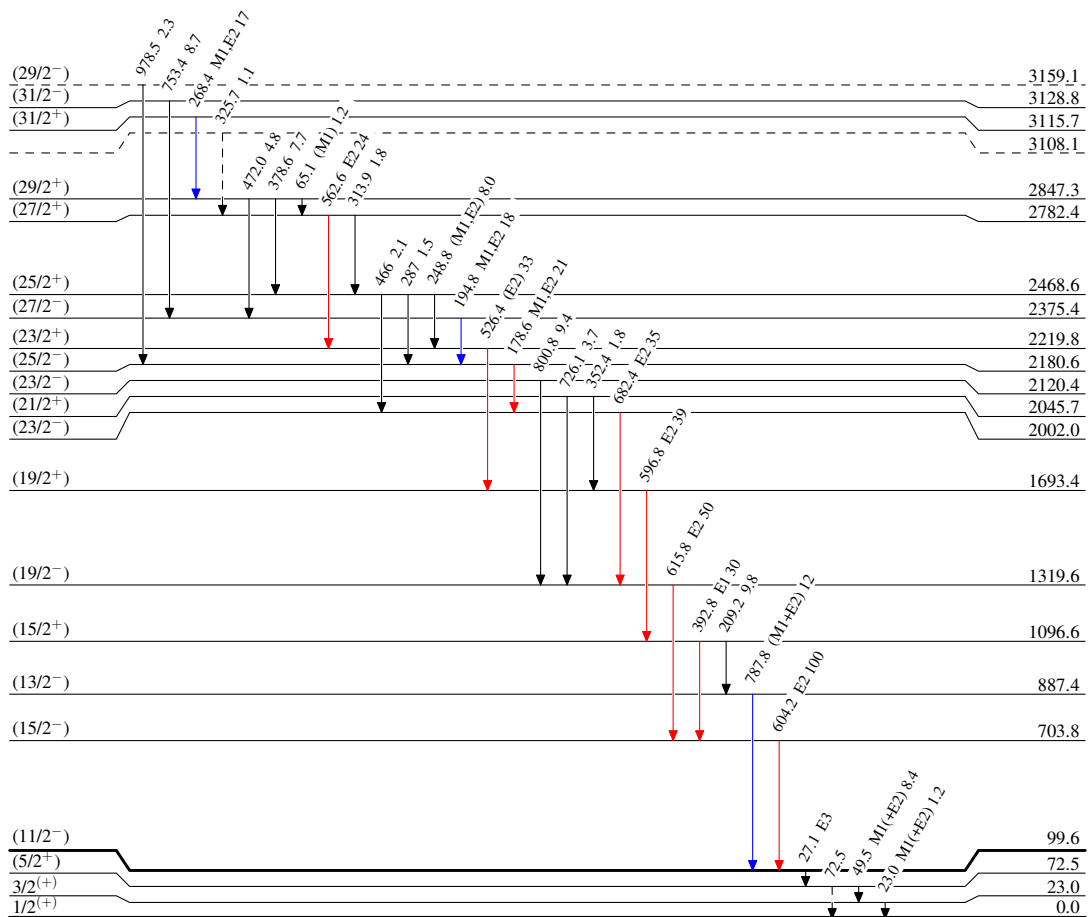 978.5 2.3
753.4 8.7
268.4 M1,E2 17
325.7 1.1
(29/2⁻) 3159.1
(31/2⁻) 3128.8
(31/2⁺) 3115.7
3108.1
472.0 4.8
378.6 7.7
65.1 (M1) 1.2
562.6 E2 24
313.9 1.8
(29/2⁺) 2847.3
(27/2⁺) 2782.4
466 2.1
287 1.5
248.8 (M1,E2) 8.0
194.8 M1,E2 18
(25/2⁺) 2468.6
(27/2⁻) 2375.4
526.4 (E2) 33
178.6 M1,E2 21
(23/2⁺) 2219.8
(25/2⁻) 2180.6
800.8 9.4
726.1 3.7
352.4 1.8
682.4 E2 35
(23/2⁻) 2120.4
(21/2⁺) 2045.7
(23/2⁻) 2002.0
596.8 E2 39
(19/2⁺) 1693.4
615.8 E2 50
(19/2⁻) 1319.6
392.8 E1 30
209.2 9.8
(15/2⁺) 1096.6
787.8 (M1+E2) 12
(13/2⁻) 887.4
604.2 E2 100
(15/2⁻) 703.8
27.1 E3
72.5
49.5 M1(+E2) 8.4
23.0 M1(+E2) 1.2
(11/2⁻) 99.6
(5/2⁺) 72.5
3/2⁽⁺⁾ 23.0
1/2⁽⁺⁾ 0.0